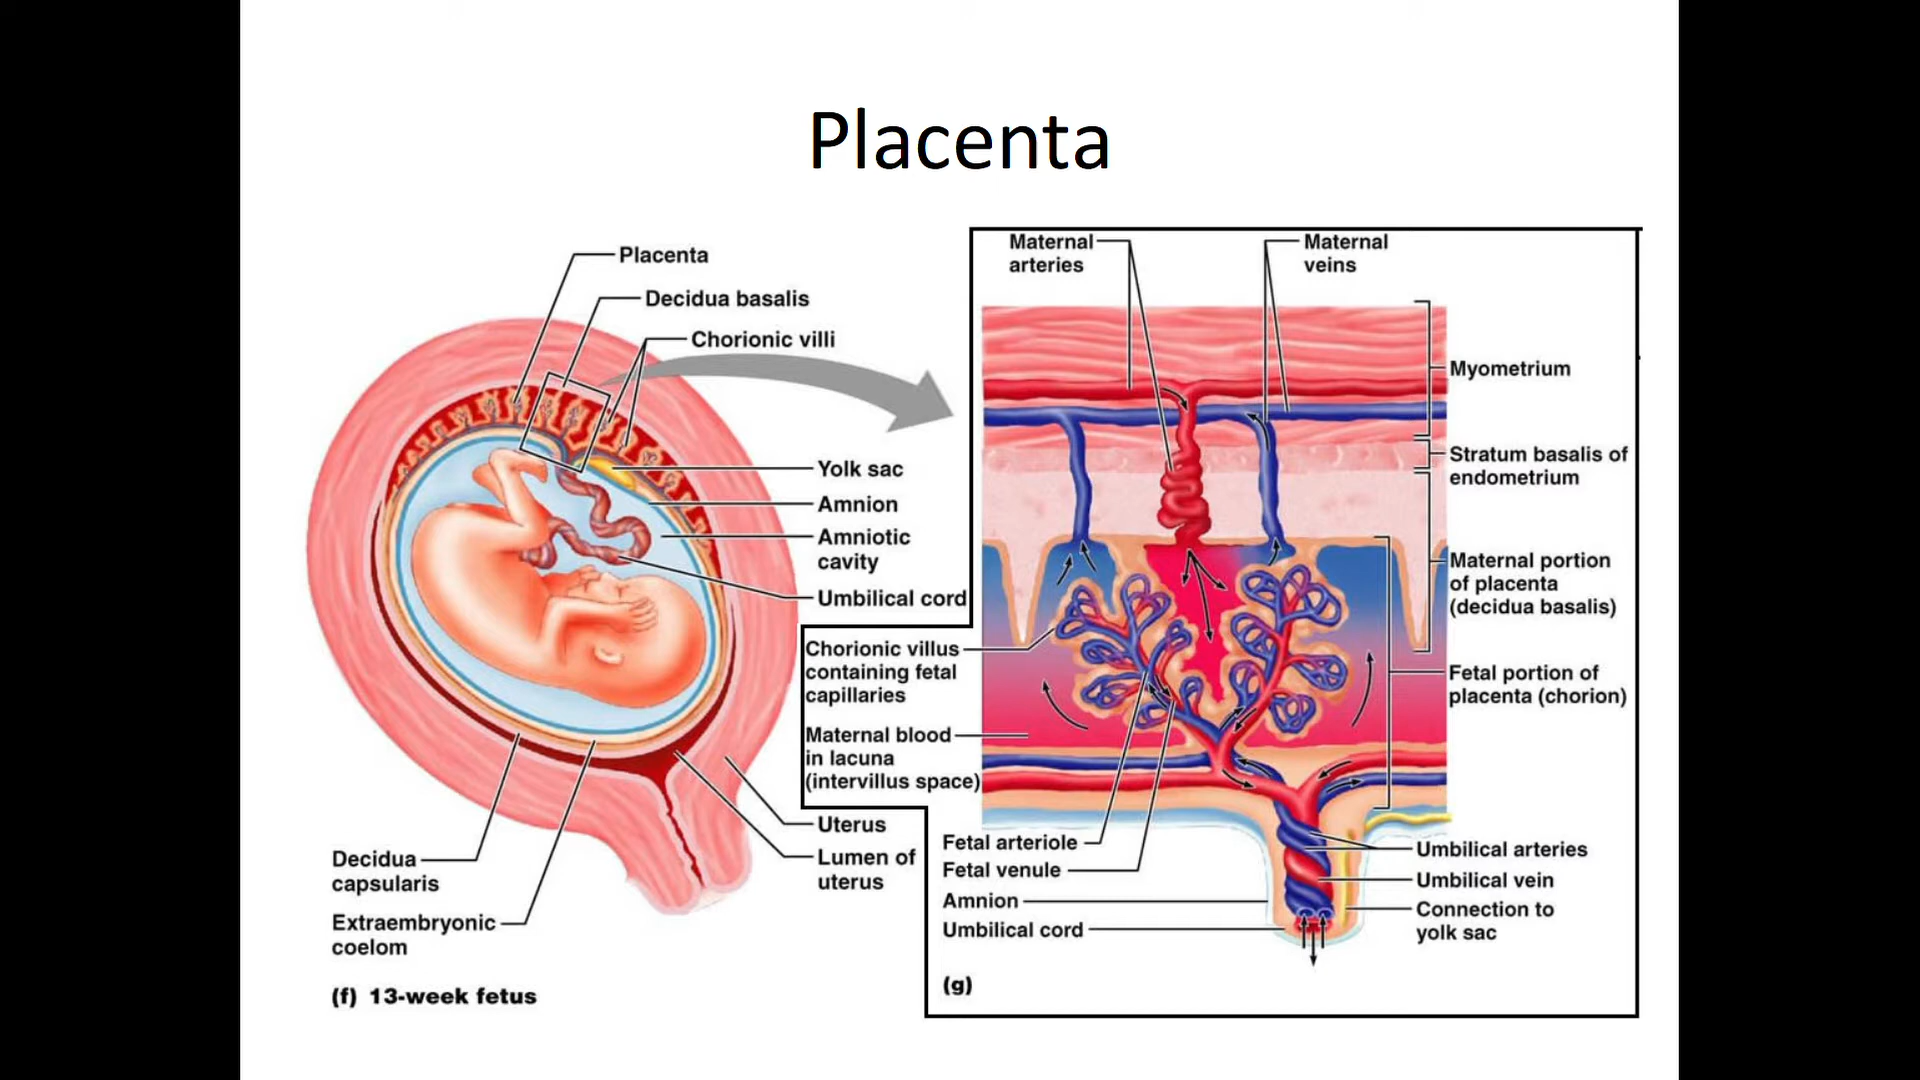 Placenta
Placenta
Decidua basalis
Chorionic villi
Yolk sac
Amnion
Amniotic
cavity
Umbilical cord
Uterus
Lumen of
uterus
Decidua
capsularis
Extraembryonic
coelom
(f) 13-week fetus
Maternal
arteries
Maternal
veins
Myometrium
Stratum basalis of
endometrium
Maternal portion
of placenta
(decidua basalis)
Fetal portion of
placenta (chorion)
Chorionic villus
containing fetal
capillaries
Maternal blood
in lacuna
(intervillus space)
Fetal arteriole
Fetal venule
Amnion
Umbilical cord
Umbilical arteries
Umbilical vein
Connection to
yolk sac
(g)